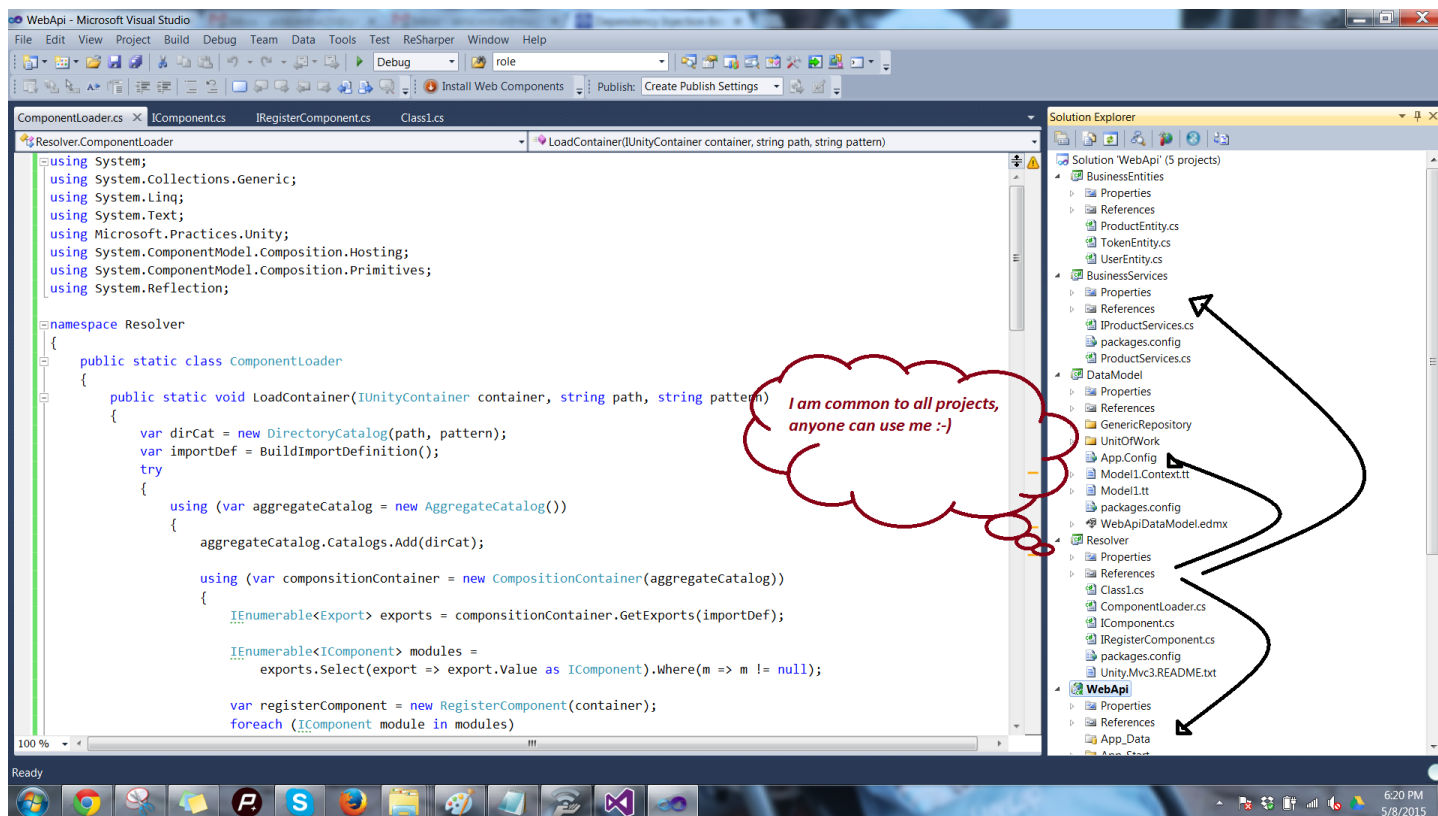 WebApi - Microsoft Visual Studio
File Edit View Project Build Debug Team Data Tools Test ReSharper Window Help
Debug role
Install Web Components Publish: Create Publish Settings
ComponentLoader.cs IComponent.cs IRegisterComponent.cs Class1.cs
Resolver.ComponentLoader LoadContainer(IUnityContainer container, string path, string pattern)
using System;
using System.Collections.Generic;
using System.Linq;
using System.Text;
using Microsoft.Practices.Unity;
using System.ComponentModel.Composition.Hosting;
using System.ComponentModel.Composition.Primitives;
using System.Reflection;
namespace Resolver
{
public static class ComponentLoader
{
public static void LoadContainer(IUnityContainer container, string path, string pattern)
{
var dirCat = new DirectoryCatalog(path, pattern);
var importDef = BuildImportDefinition();
try
{
using (var aggregateCatalog = new AggregateCatalog())
{
aggregateCatalog.Catalogs.Add(dirCat);
using (var componsitionContainer = new CompositionContainer(aggregateCatalog))
{
IEnumerable<Export> exports = componsitionContainer.GetExports(importDef);
IEnumerable<IComponent> modules =
exports.Select(export => export.Value as IComponent).Where(m => m != null);
var registerComponent = new RegisterComponent(container);
foreach (IComponent module in modules)
100 %
I am common to all projects,
anyone can use me :-)
Solution Explorer
Solution 'WebApi' (5 projects)
BusinessEntities
Properties
References
ProductEntity.cs
TokenEntity.cs
UserEntity.cs
BusinessServices
Properties
References
IProductServices.cs
packages.config
ProductServices.cs
DataModel
Properties
References
GenericRepository
UnitOfWork
App.Config
Model1.Context.tt
Model1.tt
packages.config
WebApiDataModel.edmx
Resolver
Properties
References
Class1.cs
ComponentLoader.cs
IComponent.cs
IRegisterComponent.cs
packages.config
Unity.Mvc3.README.txt
WebApi
Properties
References
App_Data
App_Start
Ready
6:20 PM
5/8/2015